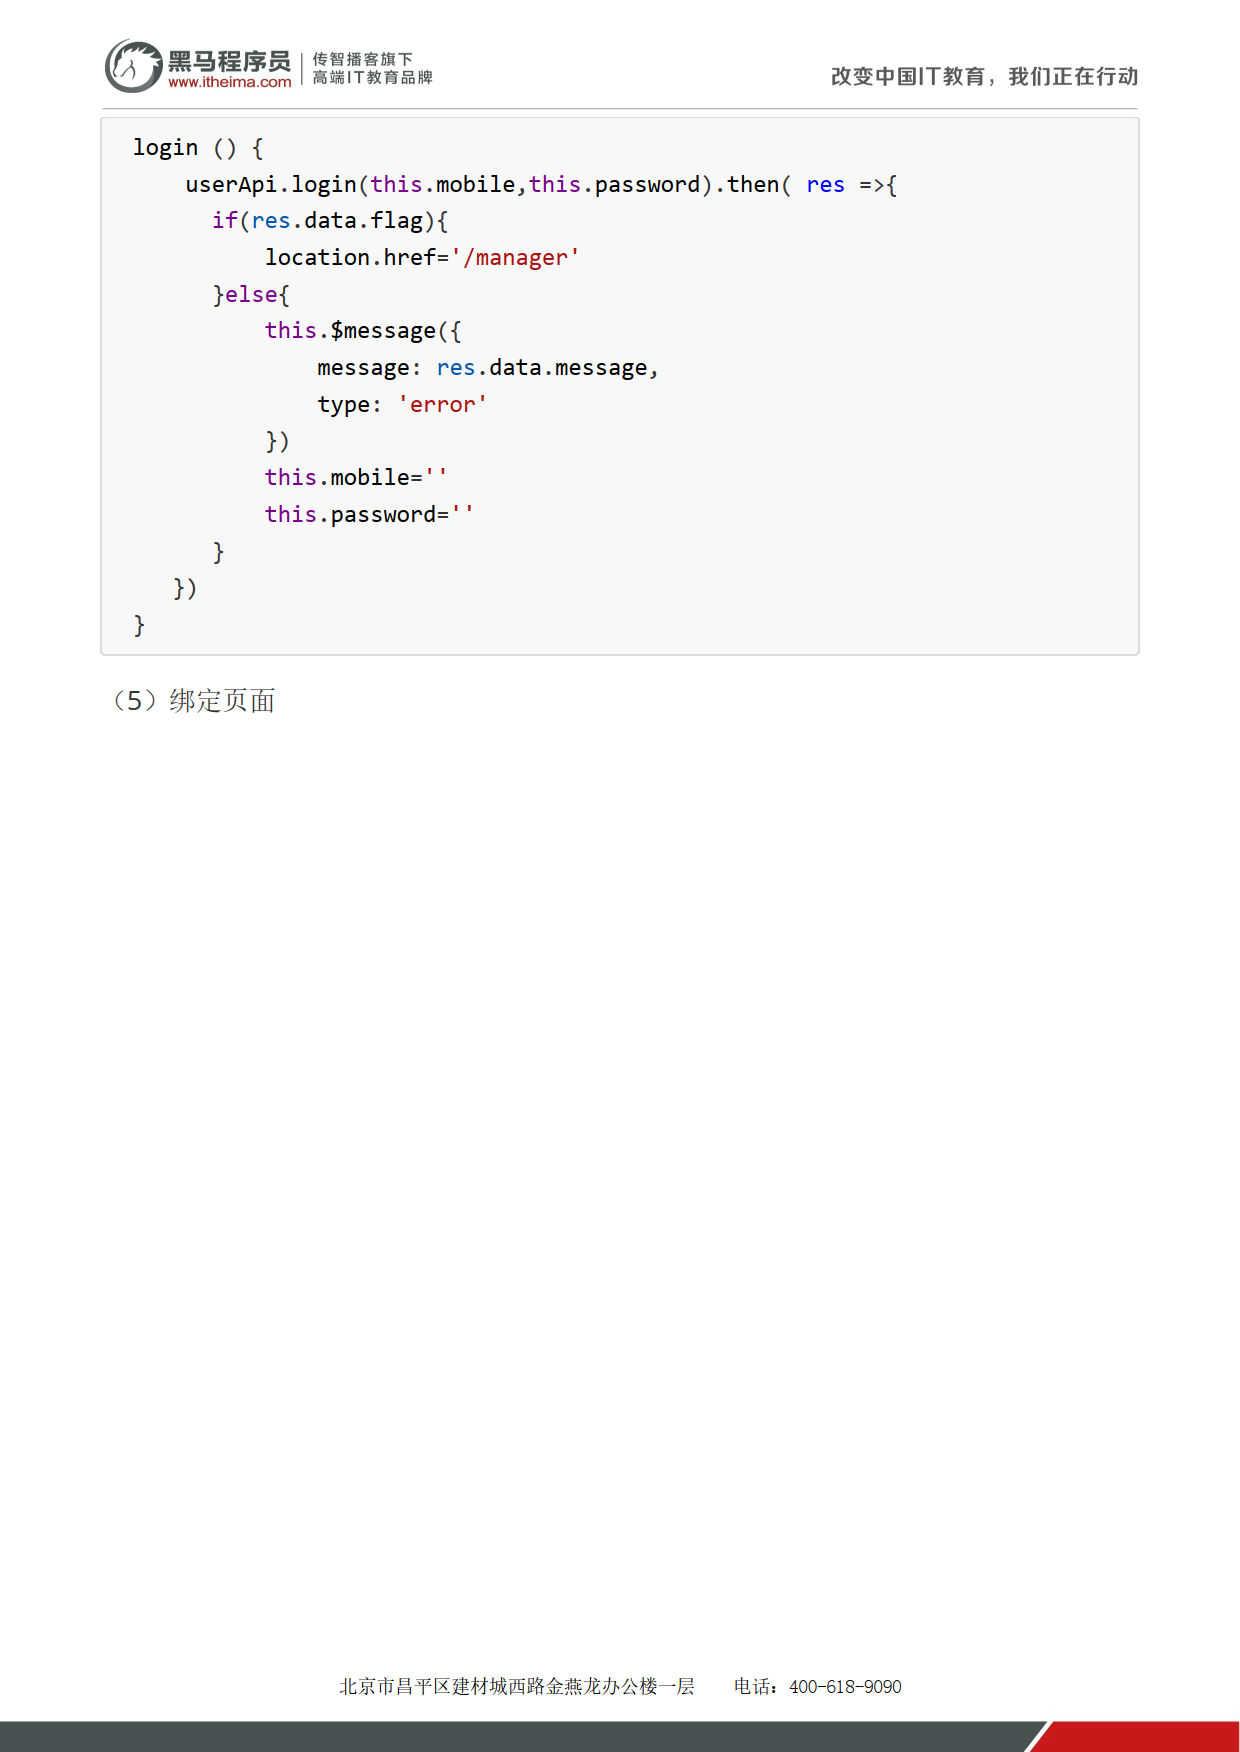 黑马程序员
www.itheima.com
传智播客旗下
高端IT教育品牌
改变中国IT教育，我们正在行动
login () {
    userApi.login(this.mobile,this.password).then( res =>{
      if(res.data.flag){
          location.href='/manager'
      }else{
          this.$message({
              message: res.data.message,
              type: 'error'
          })
          this.mobile=''
          this.password=''
      }
   })
}
（5）绑定页面
北京市昌平区建材城西路金燕龙办公楼一层 电话：400-618-9090